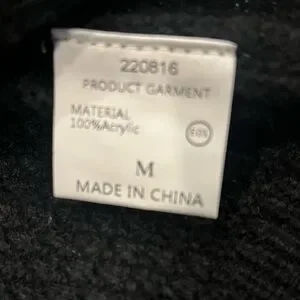 220816
PRODUCT GARMENT
MATERIAL
100%Acrylic
M
MADE IN CHINA